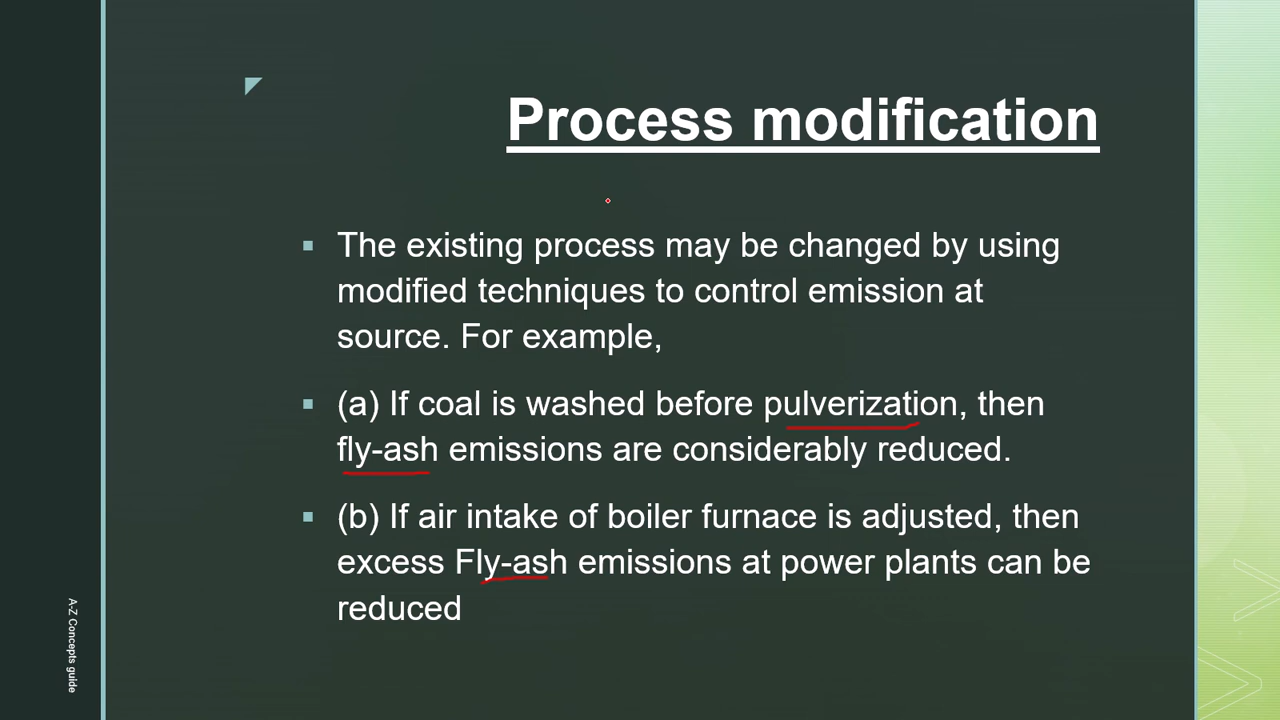 Process modification
The existing process may be changed by using
modified techniques to control emission at
source. For example,
(a) If coal is washed before pulverization, then
fly-ash emissions are considerably reduced.
(b) If air intake of boiler furnace is adjusted, then
excess Fly-ash emissions at power plants can be
reduced
A-Z Concepts guide